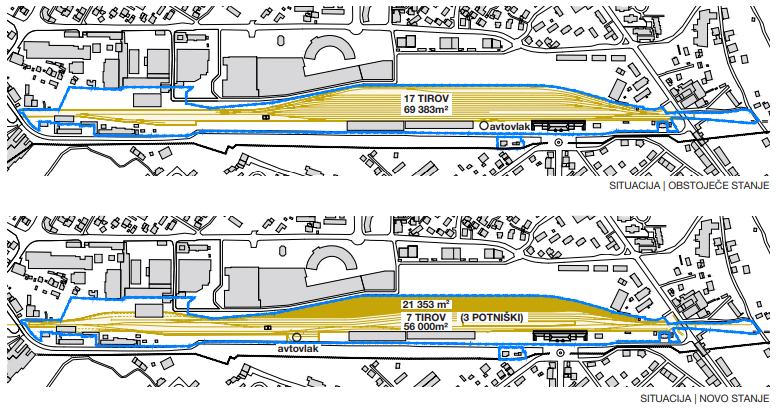 17 TIROV
69 383m²
avtovlak
SITUACIJA | OBSTOJEČE STANJE
21 353 m²
7 TIROV (3 POTNIŠKI)
56 000m²
avtovlak
SITUACIJA | NOVO STANJE